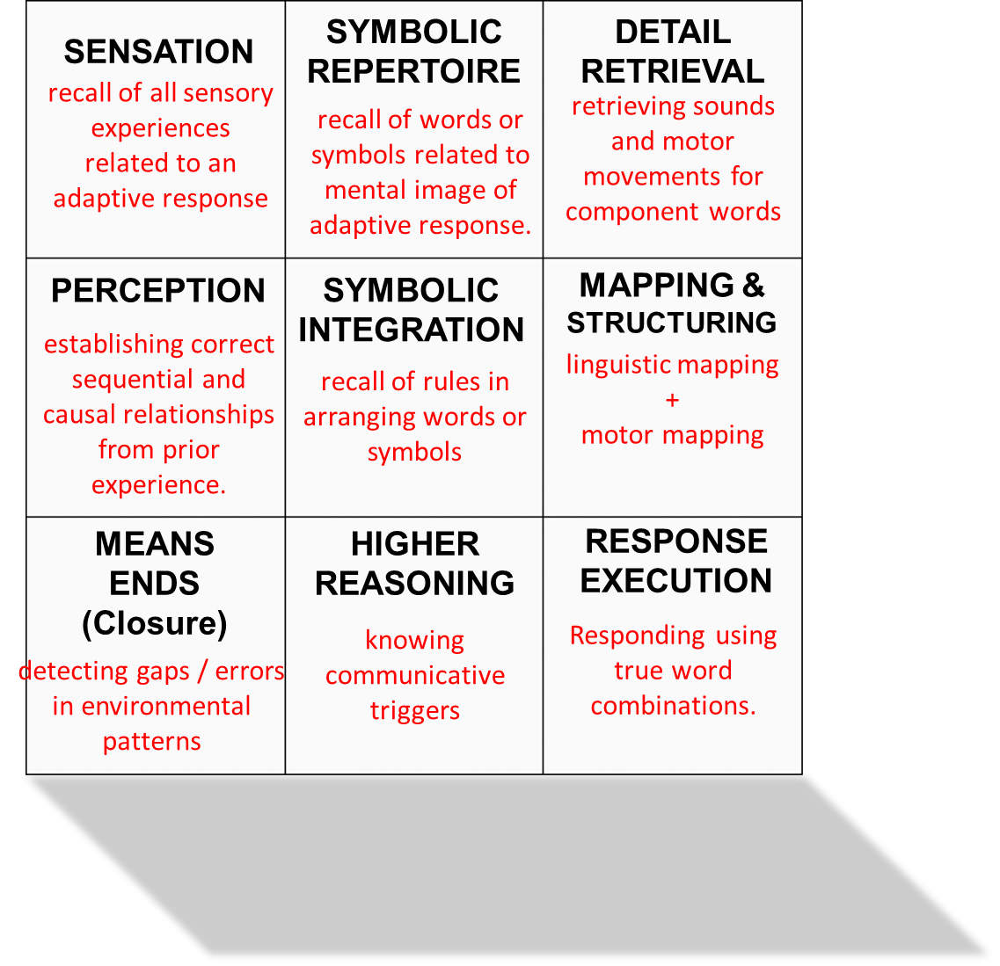 SENSATION
recall of all sensory
experiences
related to an
adaptive response
SYMBOLIC
REPERTOIRE
recall of words or
symbols related to
mental image of
adaptive response.
DETAIL
RETRIEVAL
retrieving sounds
and motor
movements for
component words
PERCEPTION
establishing correct
sequential and
causal relationships
from prior
experience.
SYMBOLIC
INTEGRATION
recall of rules in
arranging words or
symbols
MAPPING &
STRUCTURING
linguistic mapping
+
motor mapping
MEANS
ENDS
(Closure)
detecting gaps / errors
in environmental
patterns
HIGHER
REASONING
knowing
communicative
triggers
RESPONSE
EXECUTION
Responding using
true word
combinations.